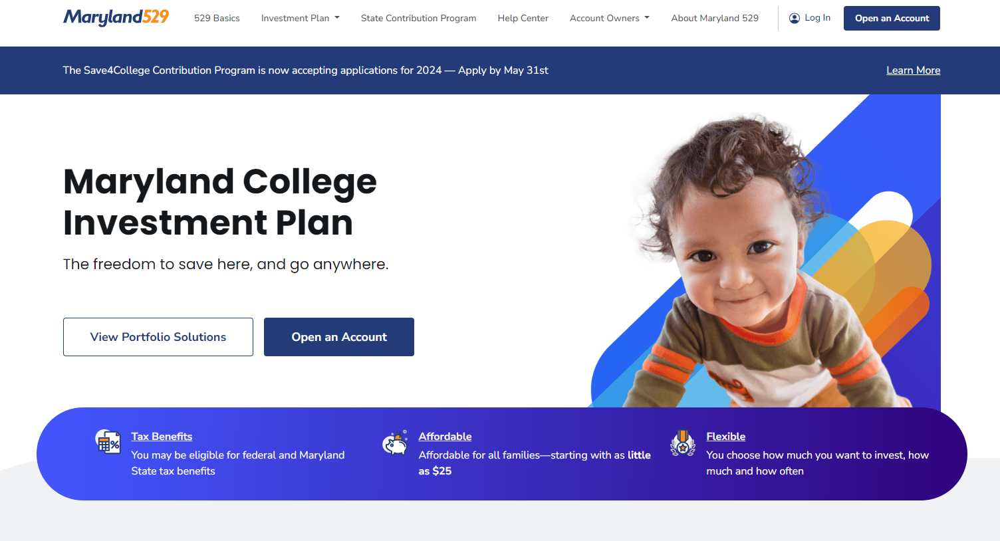 Maryland529
529 Basics
Investment Plan
State Contribution Program
Help Center
Account Owners
About Maryland 529
Log In
Open an Account
The Save4College Contribution Program is now accepting applications for 2024 — Apply by May 31st
Learn More
Maryland College
Investment Plan
The freedom to save here, and go anywhere.
View Portfolio Solutions
Open an Account
Tax Benefits
You may be eligible for federal and Maryland
State tax benefits
%
Affordable
Affordable for all families—starting with as little
as $25
Flexible
You choose how much you want to invest, how
much and how often